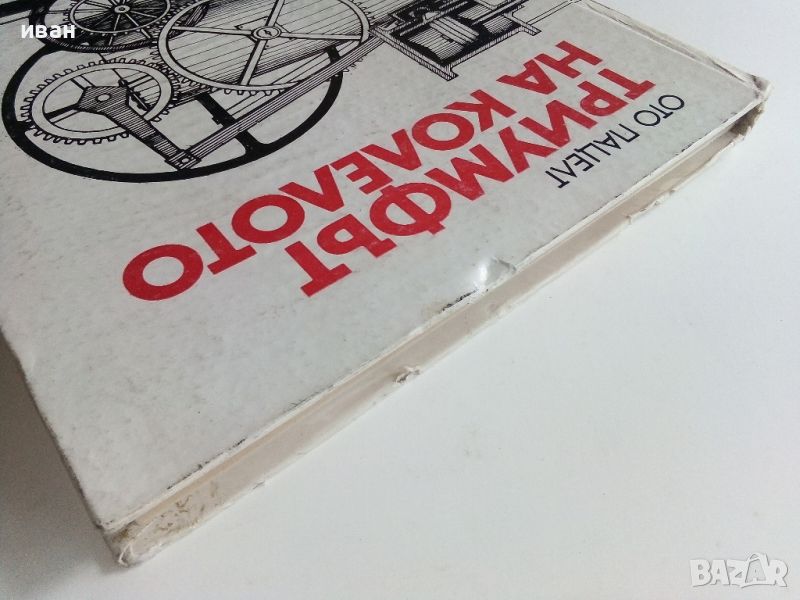 иван
ОТО ПАЦЕЛТ
ТРИУМФЪТ
НА КОЛЕЛОТО
BAZAR